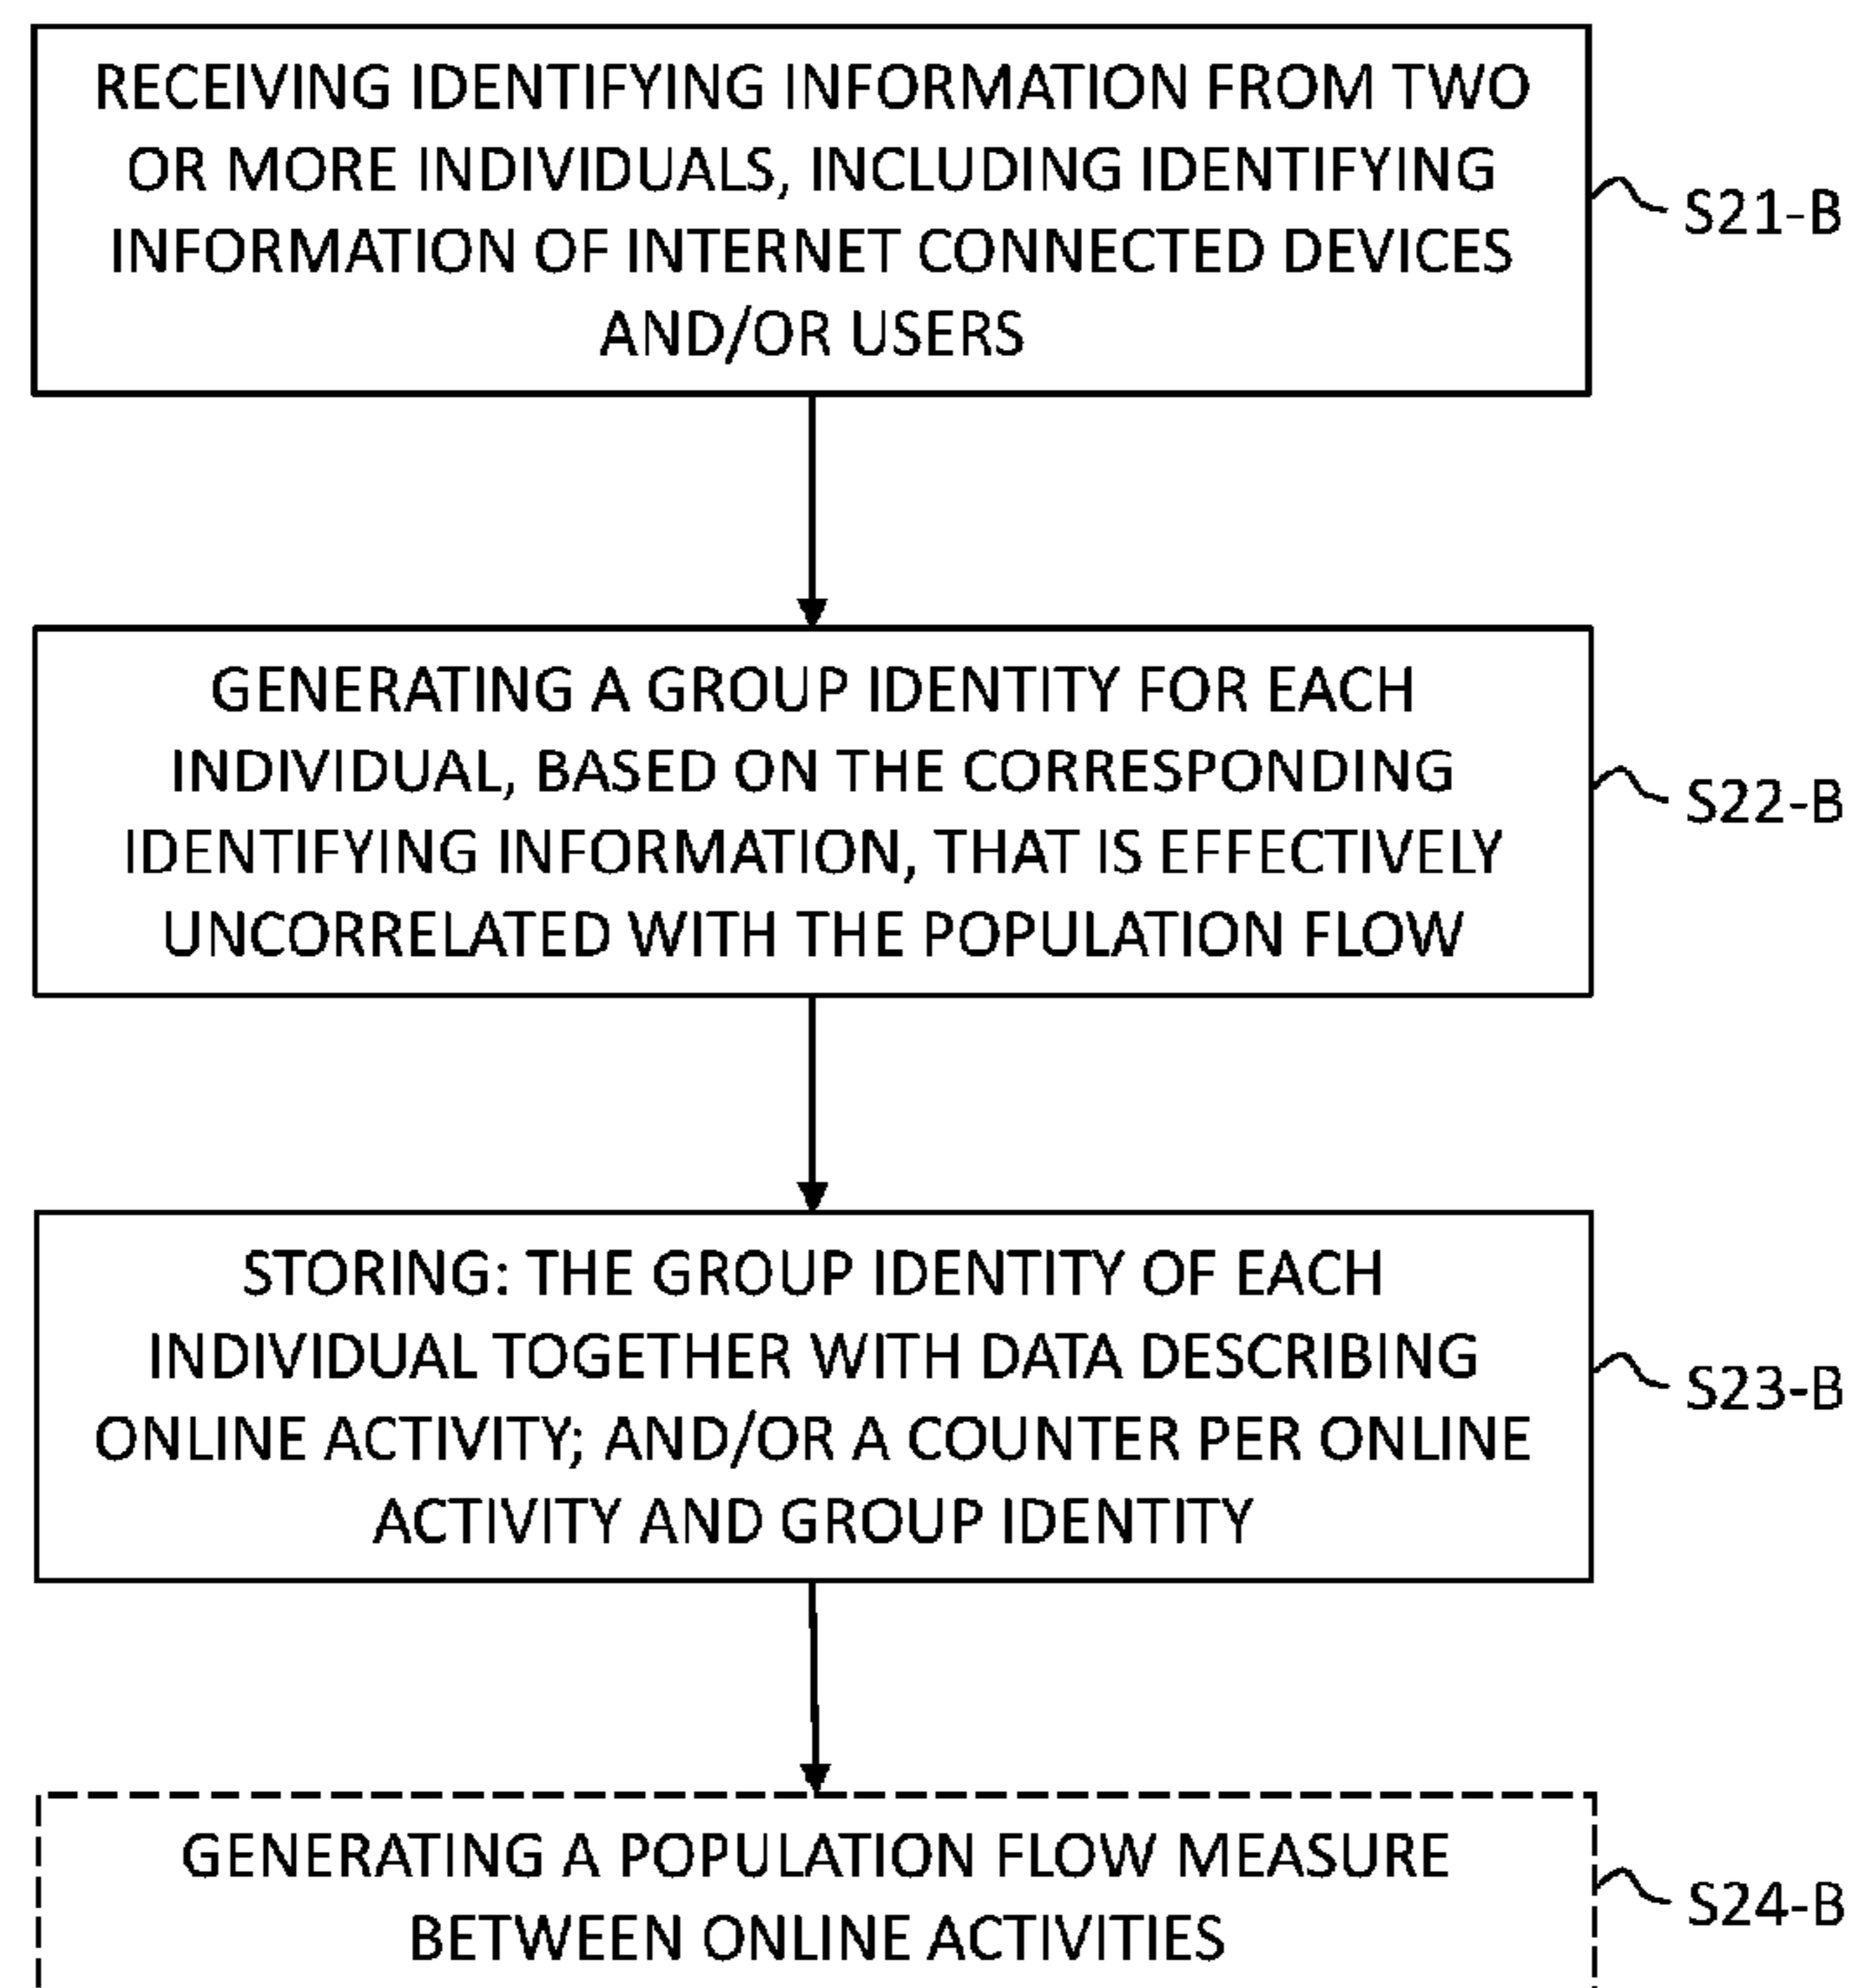 RECEIVING IDENTIFYING INFORMATION FROM TWO
OR MORE INDIVIDUALS, INCLUDING IDENTIFYING
INFORMATION OF INTERNET CONNECTED DEVICES
AND/OR USERS
S21-B
GENERATING A GROUP IDENTITY FOR EACH
INDIVIDUAL, BASED ON THE CORRESPONDING
IDENTIFYING INFORMATION, THAT IS EFFECTIVELY
UNCORRELATED WITH THE POPULATION FLOW
S22-B
STORING: THE GROUP IDENTITY OF EACH
INDIVIDUAL TOGETHER WITH DATA DESCRIBING
ONLINE ACTIVITY; AND/OR A COUNTER PER ONLINE
ACTIVITY AND GROUP IDENTITY
S23-B
GENERATING A POPULATION FLOW MEASURE
BETWEEN ONLINE ACTIVITIES
S24-B